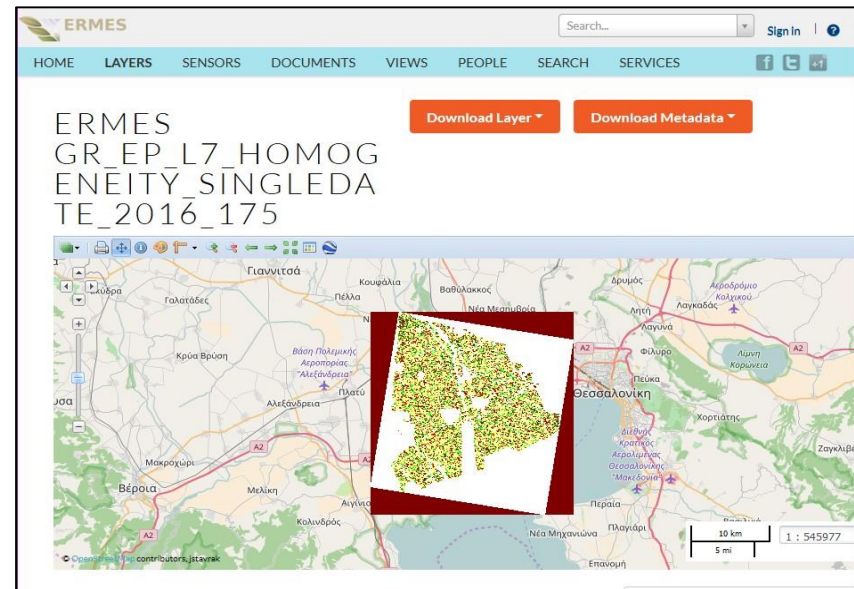 ERMES
Search...
Sign in
HOME LAYERS SENSORS DOCUMENTS VIEWS PEOPLE SEARCH SERVICES
ERMES
GR_EP_L7_HOMOG
ENEITY_SINGLEDA
TE_2016_175
Download Layer
Download Metadata
Γιαννιτσά
Κουφάλια
Βαθύλακκος
Δρυμός
Αεροδρόμιο
Κολχικού
Γαλατάδες
Πέλλα
Νέα Μεσημβρία
Λητή
Λαγκαδάς
Λαγυνά
Κρύα Βρύση
Βάση Πολεμικής
Αεροπορίας
"Αλεξάνδρεια"
A2
Φίλυρο
Λίμνη
Κορώνεια
A2
Πλατύ
Πεύκα
Θεσσαλονίκη
Αλεξάνδρεια
Χορτιάτης
Διεθνής
Κρατικός
Αερολιμένας
Θεσσαλονίκης
"Μακεδονία"
A2
Μακροχώρι
Βέροια
Μελίκη
Αιγίνιο
Περαία
Κολινδρός
A2
Νέα Μηχανιώνα
Πλαγιάρι
Επανομή
10 km
5 mi
1 : 545977
© OpenStreetMap contributors, jstavrak